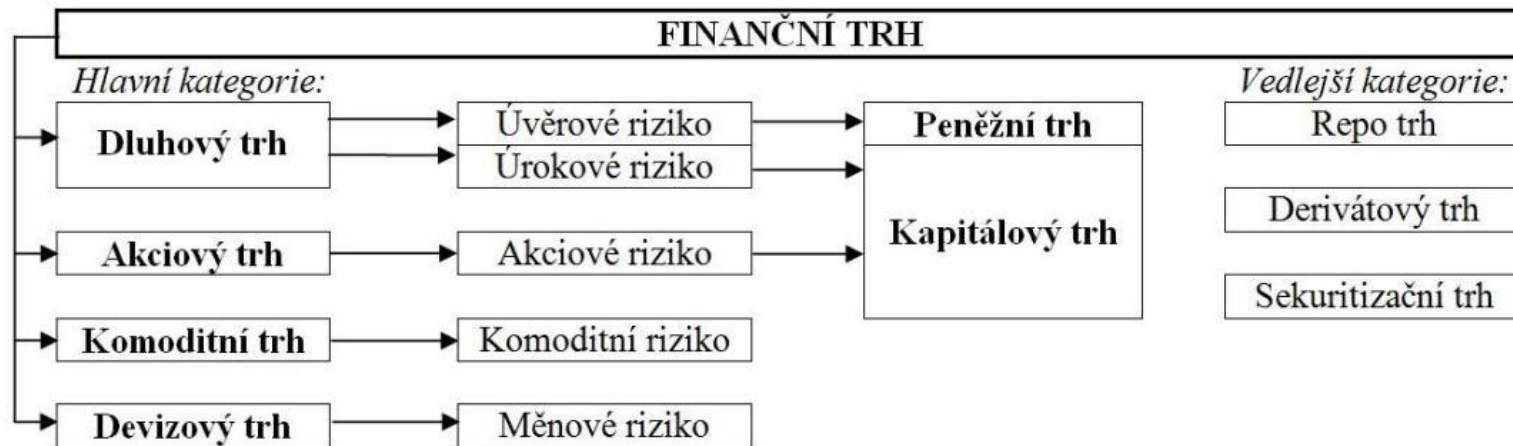 FINANČNÍ TRH
Hlavní kategorie:
Vedlejší kategorie:
Dluhový trh
Úvěrové riziko
Úrokové riziko
Peněžní trh
Kapitálový trh
Repo trh
Derivátový trh
Sekuritizační trh
Akciový trh
Akciové riziko
Komoditní trh
Komoditní riziko
Devizový trh
Měnové riziko